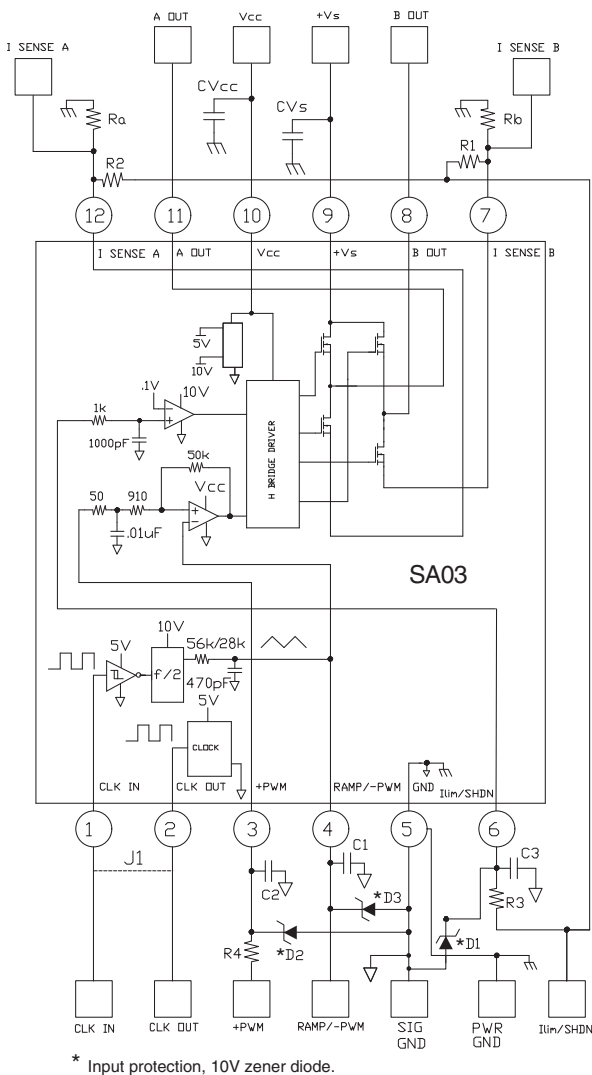 A OUT
Vcc
+Vs
B OUT
I SENSE A
I SENSE B
CVcc
CVs
Ra
Rb
R2
R1
12
11
10
9
8
7
I SENSE A
A OUT
Vcc
+Vs
B OUT
I SENSE B
5V
10V
.1V
10V
1k
1000pF
H BRIDGE DRIVER
50k
Vcc
50
910
.01uF
SA03
10V
56k/28k
5V
f/2
470pF
5V
CLOCK
CLK IN
CLK OUT
+PWM
RAMP/-PWM
GND
Ilim/SHDN
1
2
3
4
5
6
J1
C2
C1
C3
R3
*D3
*D1
R4
*D2
CLK IN
CLK OUT
+PWM
RAMP/-PWM
SIG GND
PWR GND
Ilim/SHDN
* Input protection, 10V zener diode.